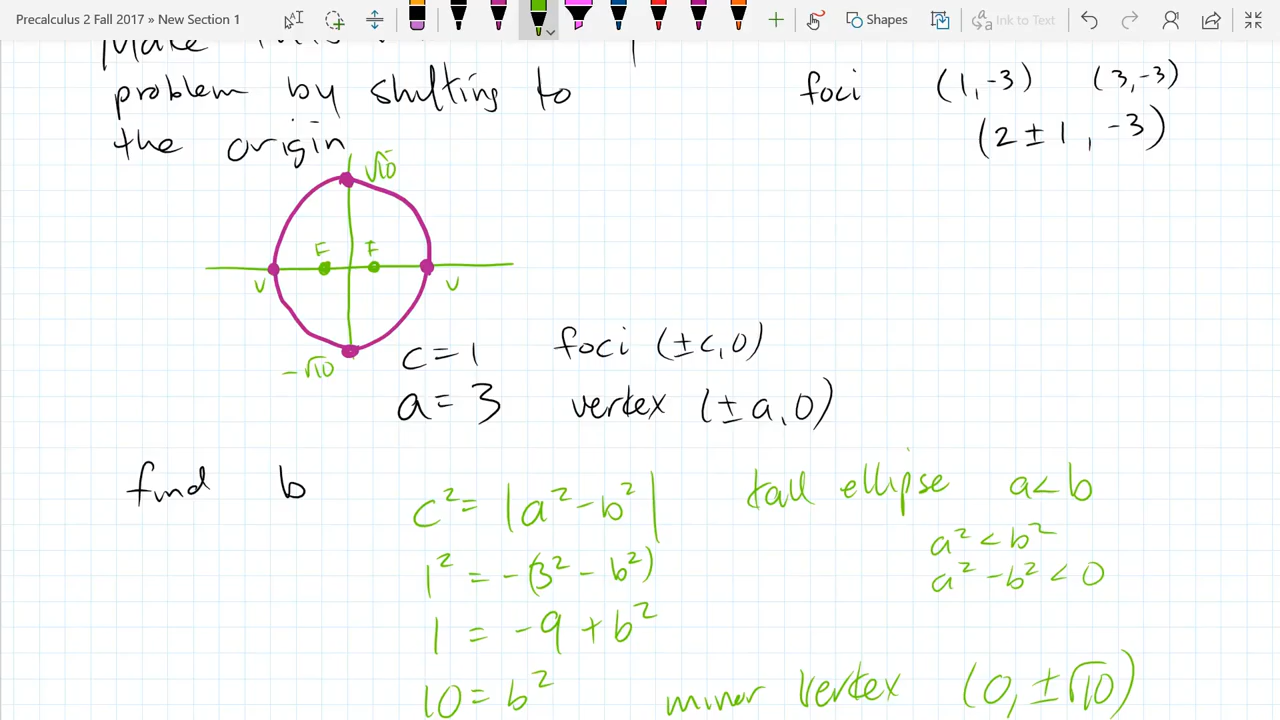 Precalculus 2 Fall 2017 » New Section 1
Shapes
Ink to Text
Make
problem by shifting to
the origin
foci (1,-3) (3,-3)
(2 ± 1, -3)
√10
F F
V V
-√10
c = 1 foci (±c, 0)
a = 3 vertex (±a, 0)
find b
c² = |a² - b²|
1² = -(3² - b²)
1 = -9 + b²
10 = b²
tall ellipse a < b
a² < b²
a² - b² < 0
minor vertex (0, ±√10)